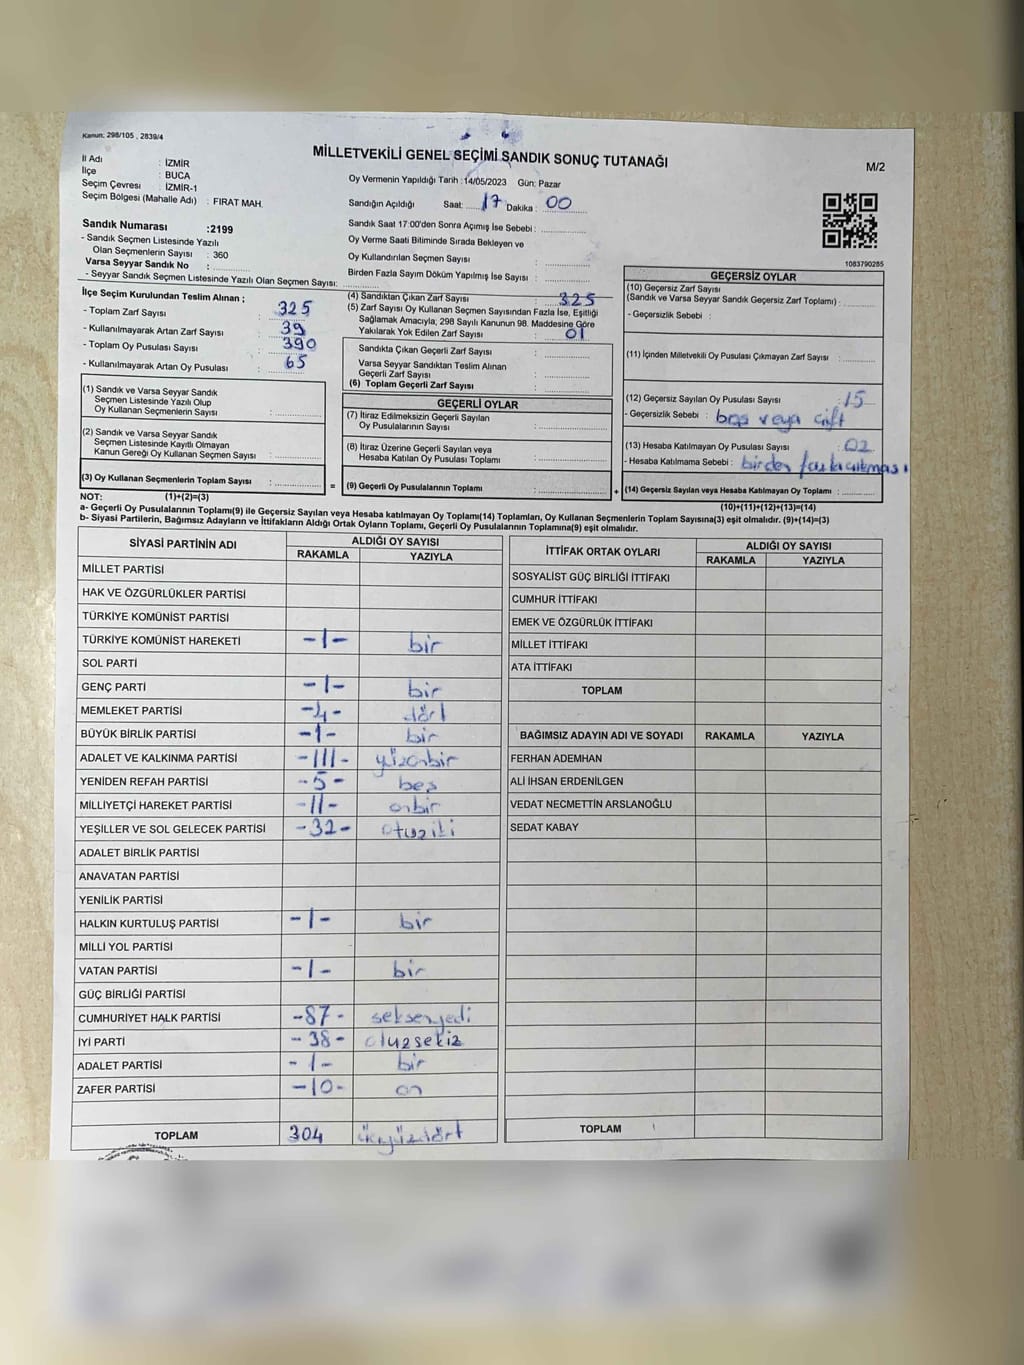 Kanun: 298/105 , 2839/4
MİLLETVEKİLİ GENEL SEÇİMİ SANDIK SONUÇ TUTANAĞI
M/2
İl Adı : İZMİR
İlçe : BUCA
Seçim Çevresi : İZMİR-1
Seçim Bölgesi (Mahalle Adı) : FIRAT MAH.
Oy Vermenin Yapıldığı Tarih :14/05/2023 Gün: Pazar
Sandığın Açıldığı Saat: 17 Dakika : 00
Sandık Saat 17:00'den Sonra Açımış İse Sebebi :
Oy Verme Saati Bitiminde Sırada Bekleyen ve
Oy Kullandırılan Seçmen Sayısı :
Birden Fazla Sayım Döküm Yapılmış İse Sayısı :
1083790285
Sandık Numarası :2199
- Sandık Seçmen Listesinde Yazılı
Olan Seçmenlerin Sayısı : 360
Varsa Seyyar Sandık No :
- Seyyar Sandık Seçmen Listesinde Yazılı Olan Seçmen Sayısı:
İlçe Seçim Kurulundan Teslim Alınan ;
- Toplam Zarf Sayısı : 325
- Kullanılmayarak Artan Zarf Sayısı : 39
- Toplam Oy Pusulası Sayısı : 390
- Kullanılmayarak Artan Oy Pusulası : 65
(1) Sandık ve Varsa Seyyar Sandık
Seçmen Listesinde Yazılı Olup
Oy Kullanan Seçmenlerin Sayısı :
(2) Sandık ve Varsa Seyyar Sandık
Seçmen Listesinde Kayıtlı Olmayan
Kanun Gereği Oy Kullanan Seçmen Sayısı :
(3) Oy Kullanan Seçmenlerin Toplam Sayısı :
(4) Sandıktan Çıkan Zarf Sayısı : 325
(5) Zarf Sayısı Oy Kullanan Seçmen Sayısından Fazla İse, Eşitliği
Sağlamak Amacıyla, 298 Sayılı Kanunun 98. Maddesine Göre
Yakılarak Yok Edilen Zarf Sayısı : 01
Sandıkta Çıkan Geçerli Zarf Sayısı :
Varsa Seyyar Sandıktan Teslim Alınan
Geçerli Zarf Sayısı :
(6) Toplam Geçerli Zarf Sayısı :
GEÇERLİ OYLAR
(7) İtiraz Edilmeksizin Geçerli Sayılan
Oy Pusulalarının Sayısı :
(8) İtiraz Üzerine Geçerli Sayılan veya
Hesaba Katılan Oy Pusulası Toplamı :
= (9) Geçerli Oy Pusulalarının Toplamı :
GEÇERSİZ OYLAR
(10) Geçersiz Zarf Sayısı
(Sandık ve Varsa Seyyar Sandık Geçersiz Zarf Toplamı) :
- Geçersizlik Sebebi :
(11) İçinden Milletvekili Oy Pusulası Çıkmayan Zarf Sayısı :
(12) Geçersiz Sayılan Oy Pusulası Sayısı : 15
- Geçersizlik Sebebi : boş veya çift
(13) Hesaba Katılmayan Oy Pusulası Sayısı : 02
- Hesaba Katılmama Sebebi : birden fazla çıkması
+ (14) Geçersiz Sayılan veya Hesaba Katılmayan Oy Toplamı :
NOT: (1)+(2)=(3)
(10)+(11)+(12)+(13)=(14)
a- Geçerli Oy Pusulalarının Toplamı(9) ile Geçersiz Sayılan veya Hesaba Katılmayan Oy Toplamı(14) Toplamları, Oy Kullanan Seçmenlerin Toplam Sayısına(3) eşit olmalıdır. (9)+(14)=(3)
b- Siyasi Partilerin, Bağımsız Adayların ve İttifakların Aldığı Ortak Oyların Toplamı, Geçerli Oy Pusulalarının Toplamına(9) eşit olmalıdır.
SİYASİ PARTİNİN ADI ALDIĞI OY SAYISI
RAKAMLA YAZIYLA
MİLLET PARTİSİ
HAK VE ÖZGÜRLÜKLER PARTİSİ
TÜRKİYE KOMÜNİST PARTİSİ
TÜRKİYE KOMÜNİST HAREKETİ -1- bir
SOL PARTİ
GENÇ PARTİ -1- bir
MEMLEKET PARTİSİ -4- dört
BÜYÜK BİRLİK PARTİSİ -1- bir
ADALET VE KALKINMA PARTİSİ -111- yüzonbir
YENİDEN REFAH PARTİSİ -5- beş
MİLLİYETÇİ HAREKET PARTİSİ -11- onbir
YEŞİLLER VE SOL GELECEK PARTİSİ -32- otuziki
ADALET BİRLİK PARTİSİ
ANAVATAN PARTİSİ
YENİLİK PARTİSİ
HALKIN KURTULUŞ PARTİSİ -1- bir
MİLLİ YOL PARTİSİ
VATAN PARTİSİ -1- bir
GÜÇ BİRLİĞİ PARTİSİ
CUMHURİYET HALK PARTİSİ -87- seksenyedi
İYİ PARTİ -38- otuzsekiz
ADALET PARTİSİ -1- bir
ZAFER PARTİSİ -10- on
TOPLAM 304 üçyüzdört
İTTİFAK ORTAK OYLARI ALDIĞI OY SAYISI
RAKAMLA YAZIYLA
SOSYALİST GÜÇ BİRLİĞİ İTTİFAKI
CUMHUR İTTİFAKI
EMEK VE ÖZGÜRLÜK İTTİFAKI
MİLLET İTTİFAKI
ATA İTTİFAKI
TOPLAM
BAĞIMSIZ ADAYIN ADI VE SOYADI RAKAMLA YAZIYLA
FERHAN ADEMHAN
ALİ İHSAN ERDENİLGEN
VEDAT NECMETTİN ARSLANOĞLU
SEDAT KABAY
TOPLAM